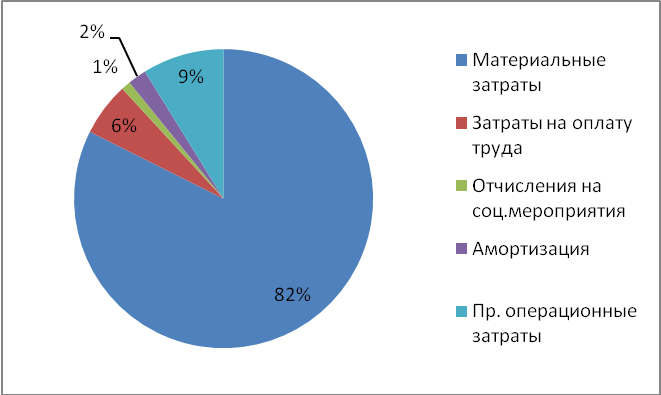 2%
1%
9%
6%
82%
Материальные
затраты
Затраты на оплату
труда
Отчисления на
соц.мероприятия
Амортизация
Пр. операционные
затраты